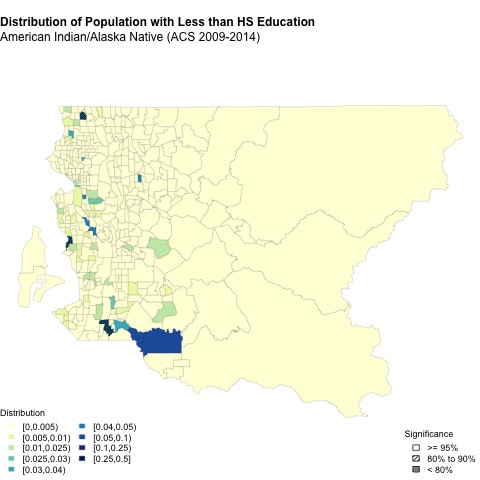 Distribution of Population with Less than HS Education
American Indian/Alaska Native (ACS 2009-2014)
Distribution
[0,0.005)
[0.005,0.01)
[0.01,0.025)
[0.025,0.03)
[0.03,0.04)
[0.04,0.05)
[0.05,0.1)
[0.1,0.25)
[0.25,0.5]
Significance
>= 95%
80% to 90%
< 80%